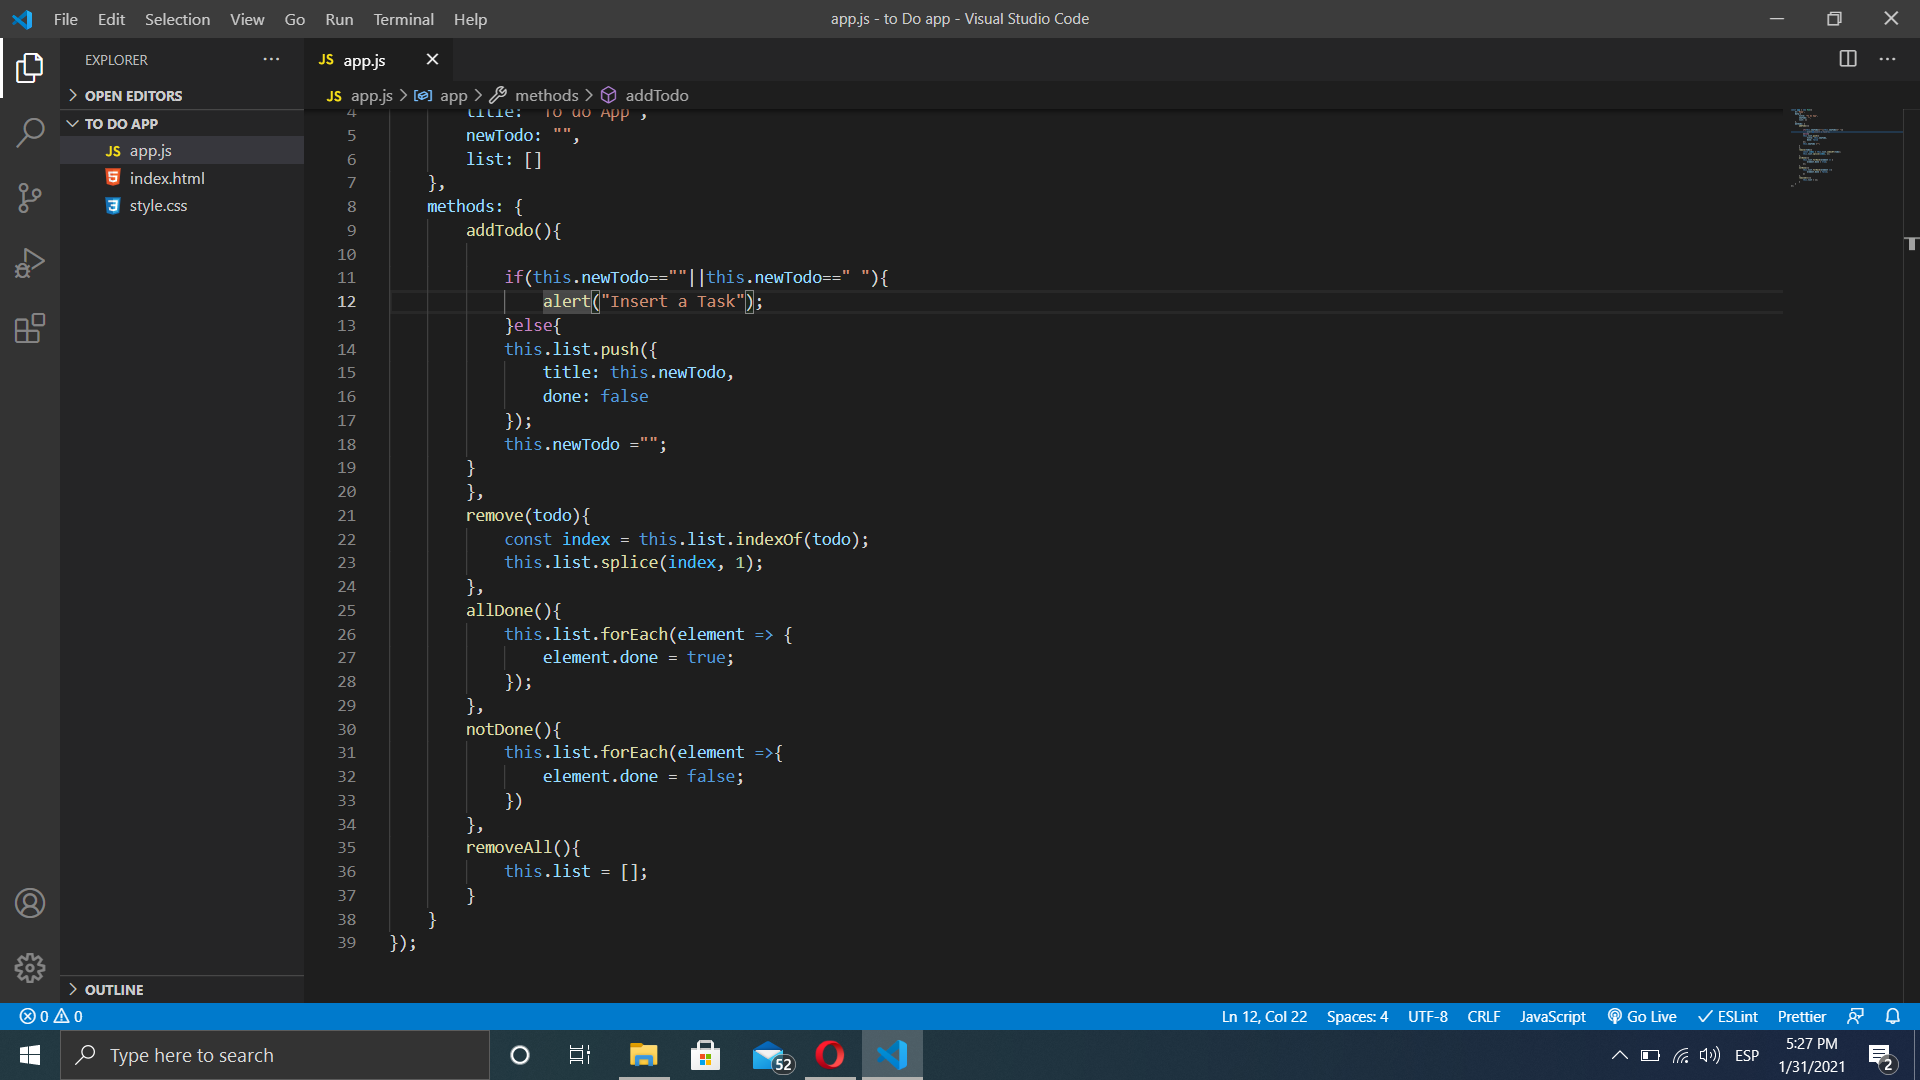 File Edit Selection View Go Run Terminal Help
app.js - to Do app - Visual Studio Code
EXPLORER
OPEN EDITORS
TO DO APP
JS app.js
index.html
style.css
OUTLINE
JS app.js
JS app.js > app > methods > addTodo
4 title: "To do App",
5 newTodo: "",
6 list: []
7 },
8 methods: {
9 addTodo(){
10
11 if(this.newTodo==""||this.newTodo==" "){
12 alert("Insert a Task");
13 }else{
14 this.list.push({
15 title: this.newTodo,
16 done: false
17 });
18 this.newTodo ="";
19 }
20 },
21 remove(todo){
22 const index = this.list.indexOf(todo);
23 this.list.splice(index, 1);
24 },
25 allDone(){
26 this.list.forEach(element => {
27 element.done = true;
28 });
29 },
30 notDone(){
31 this.list.forEach(element =>{
32 element.done = false;
33 })
34 },
35 removeAll(){
36 this.list = [];
37 }
38 }
39 });
0 0
Ln 12, Col 22 Spaces: 4 UTF-8 CRLF JavaScript Go Live ESLint Prettier
Type here to search
52
ESP
5:27 PM
1/31/2021
2